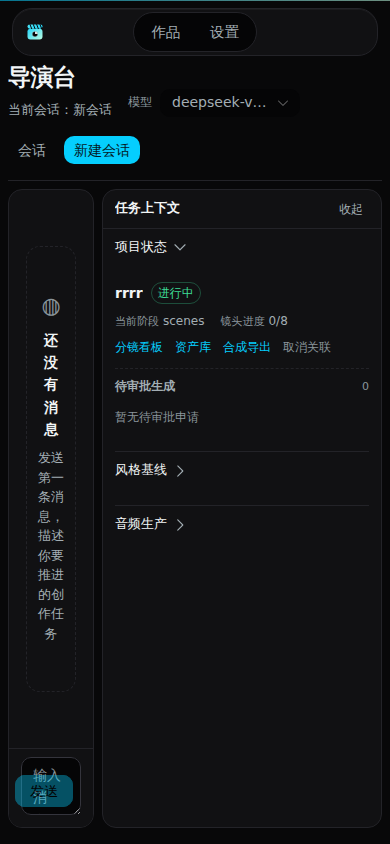 作品
设置
导演台
当前会话：新会话
模型
deepseek-v...
会话
新建会话
还
没
有
消
息
发送
第一
条消
息，
描述
你要
推进
的创
作任
务
输入
消
发送
任务上下文
收起
项目状态
rrrr
进行中
当前阶段 scenes
镜头进度 0/8
分镜看板
资产库
合成导出
取消关联
待审批生成
0
暂无待审批申请
风格基线
音频生产